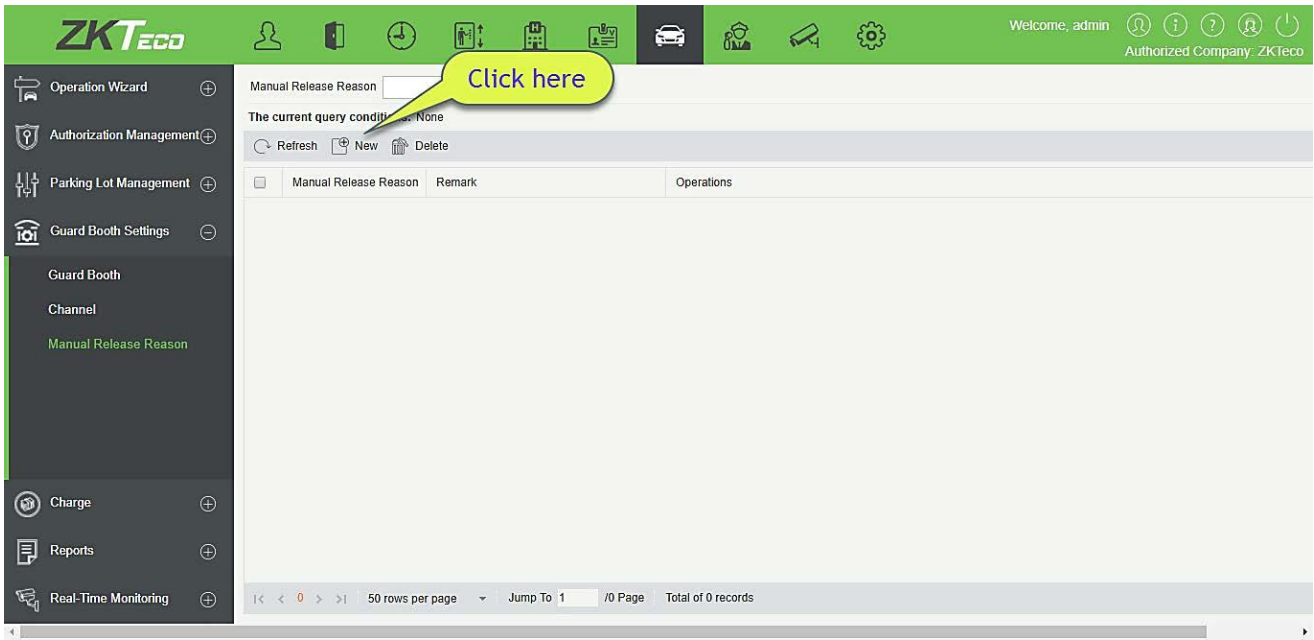 ZKTECO
Welcome, admin
Authorized Company: ZKTeco
Operation Wizard
Authorization Management
Parking Lot Management
Guard Booth Settings
Guard Booth
Channel
Manual Release Reason
Charge
Reports
Real-Time Monitoring
Manual Release Reason
Click here
The current query conditions: None
Refresh New Delete
Manual Release Reason Remark Operations
|< < 0 > >| 50 rows per page Jump To 1 /0 Page Total of 0 records